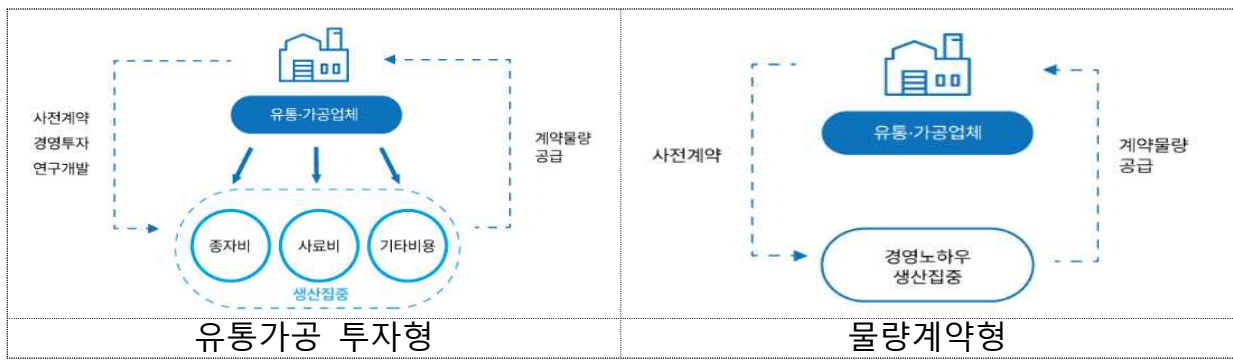 유통·가공업체
사전계약
경영투자
연구개발
계약물량
공급
종자비
사료비
기타비용
생산집중
유통가공 투자형
유통·가공업체
사전계약
계약물량
공급
경영노하우
생산집중
물량계약형